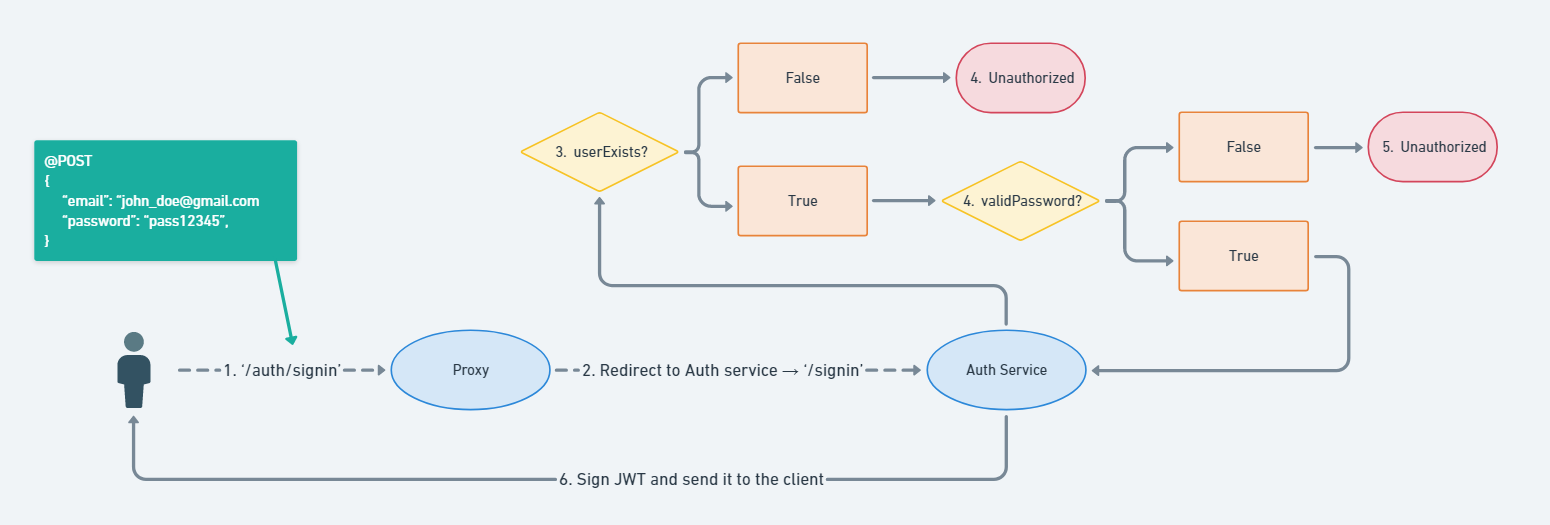 False
4. Unauthorized
3. userExists?
True
4. validPassword?
False
5. Unauthorized
True
@POST
{
“email”: “john_doe@gmail.com
“password”: “pass12345”,
}
1. ‘/auth/signin’
Proxy
2. Redirect to Auth service → ‘/signin’
Auth Service
6. Sign JWT and send it to the client